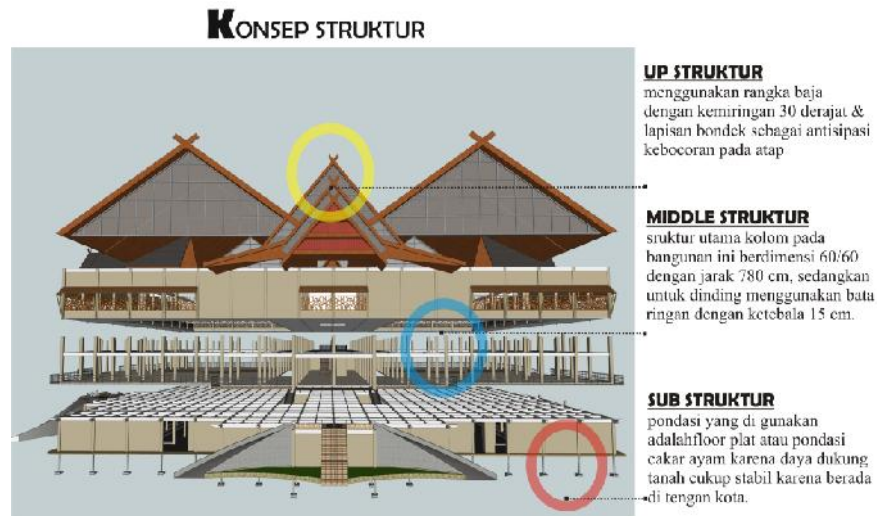 KONSEP STRUKTUR
UP STRUKTUR
menggunakan rangka baja
dengan kemiringan 30 derajat &
lapisan bondek sebagai antisipasi
kebocoran pada atap
MIDDLE STRUKTUR
sruktur utama kolom pada
bangunan ini berdimensi 60/60
dengan jarak 780 cm, sedangkan
untuk dinding menggunakan bata
ringan dengan ketebala 15 cm.
SUB STRUKTUR
pondasi yang di gunakan
adalahfloor plat atau pondasi
cakar ayam karena daya dukung
tanah cukup stabil karena berada
di tengan kota.